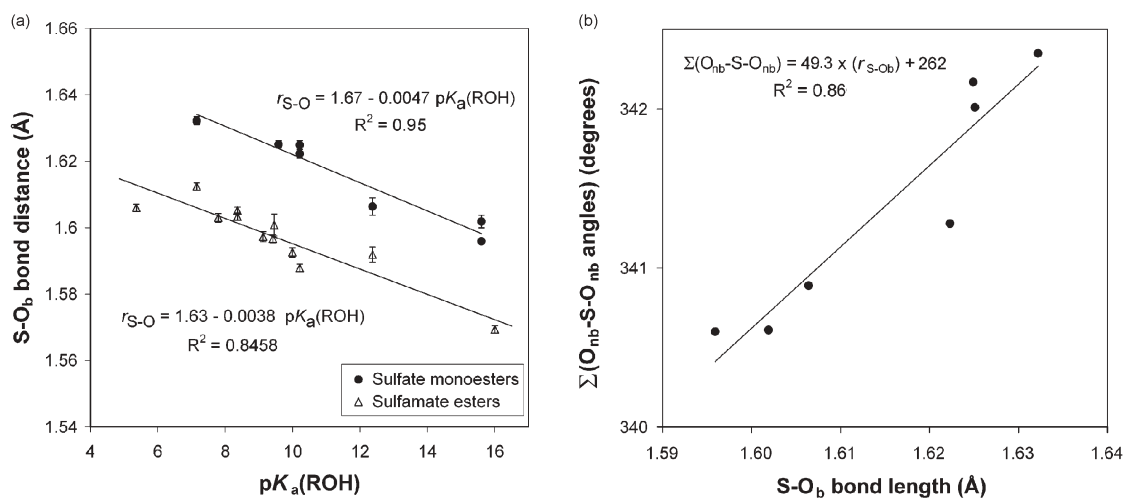 (a)
1.66
1.64
1.62
1.6
1.58
1.56
1.54
S-Ob bond distance (Å)
rS-O = 1.67 - 0.0047 pKa(ROH)
R² = 0.95
rS-O = 1.63 - 0.0038 pKa(ROH)
R² = 0.8458
Sulfate monoesters
Sulfamate esters
4 6 8 10 12 14 16
pKa(ROH)
(b)
Σ(Onb-S-Onb) = 49.3 x (rS-Ob) + 262
R² = 0.86
342
341
340
Σ(Onb-S-Onb angles) (degrees)
1.59 1.60 1.61 1.62 1.63 1.64
S-Ob bond length (Å)